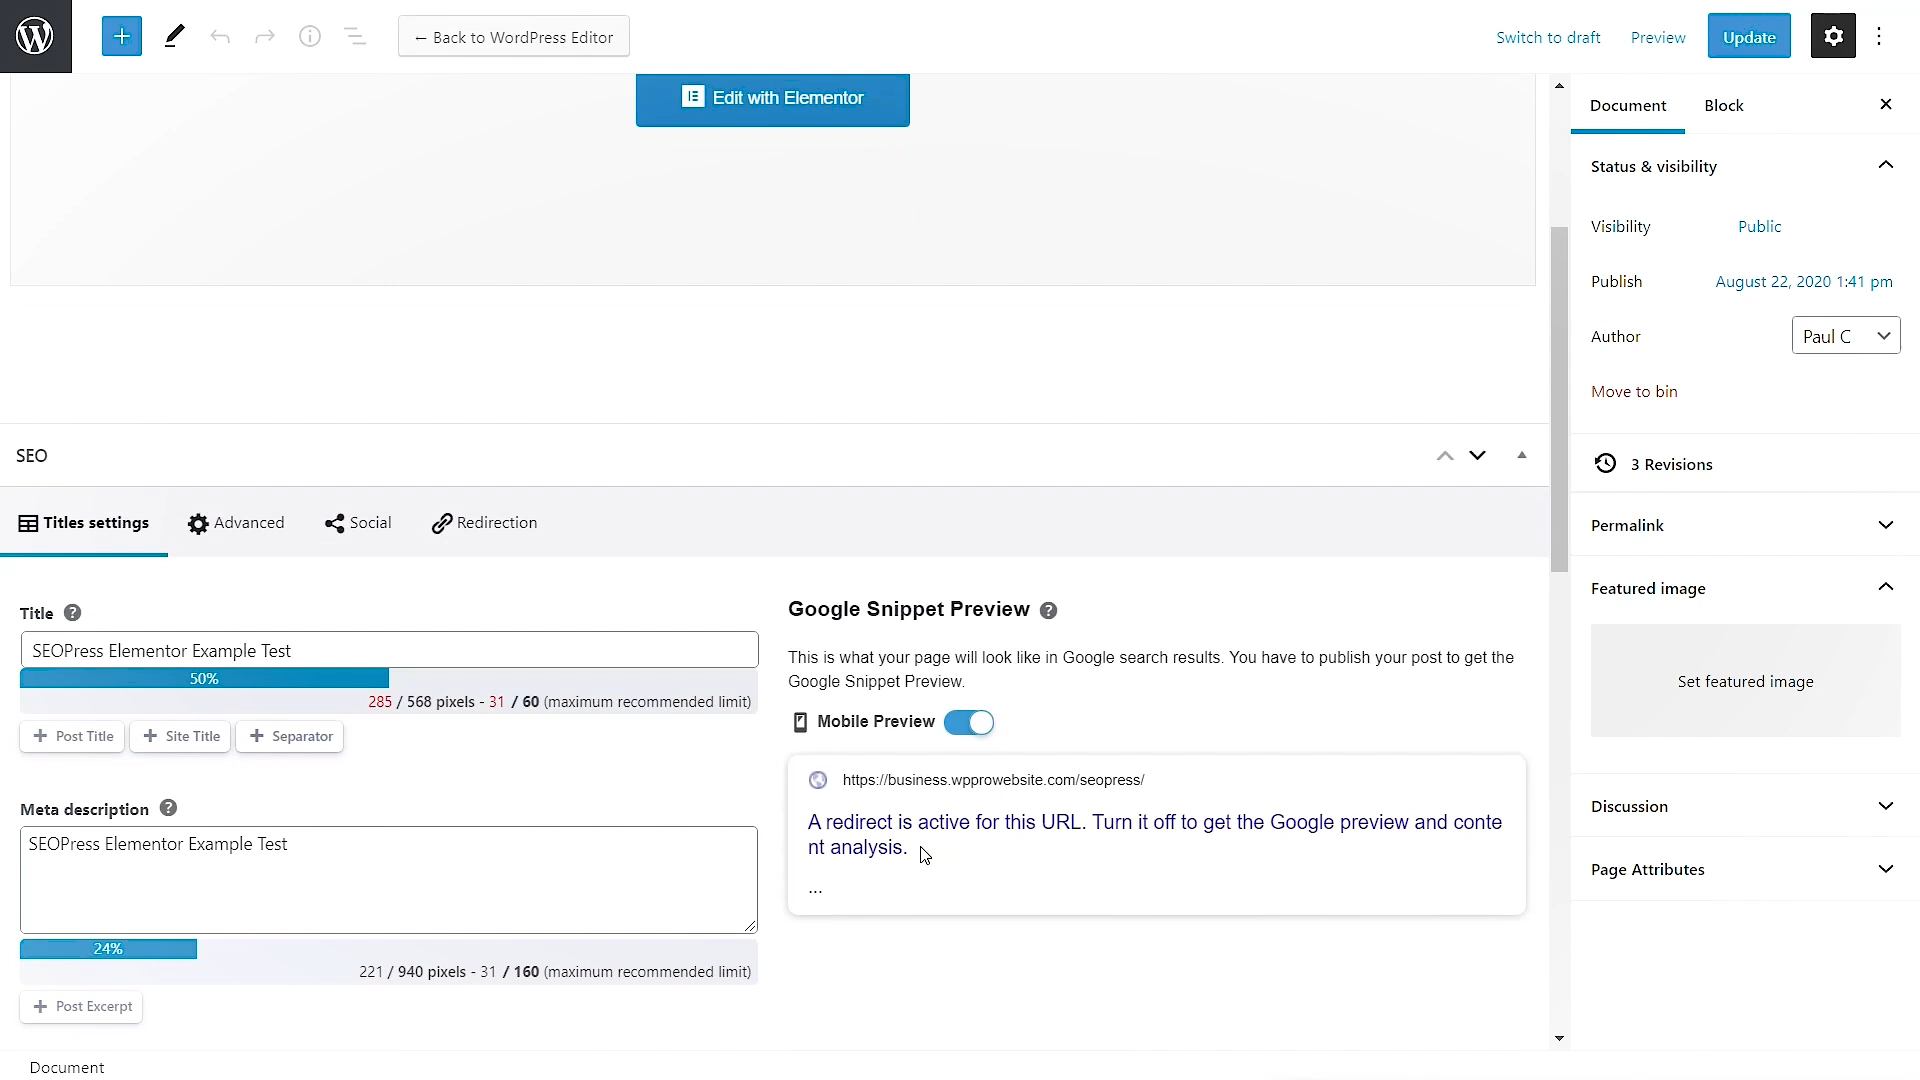 ← Back to WordPress Editor
Switch to draft
Preview
Update
Edit with Elementor
Document
Block
Status & visibility
Visibility
Public
Publish
August 22, 2020 1:41 pm
Author
Paul C
Move to bin
3 Revisions
Permalink
Featured image
Set featured image
Discussion
Page Attributes
SEO
Titles settings
Advanced
Social
Redirection
Title
SEOPress Elementor Example Test
50%
285 / 568 pixels - 31 / 60 (maximum recommended limit)
+ Post Title
+ Site Title
+ Separator
Meta description
SEOPress Elementor Example Test
24%
221 / 940 pixels - 31 / 160 (maximum recommended limit)
+ Post Excerpt
Google Snippet Preview
This is what your page will look like in Google search results. You have to publish your post to get the
Google Snippet Preview.
Mobile Preview
https://business.wpprowebsite.com/seopress/
A redirect is active for this URL. Turn it off to get the Google preview and conte
nt analysis.
...
Document